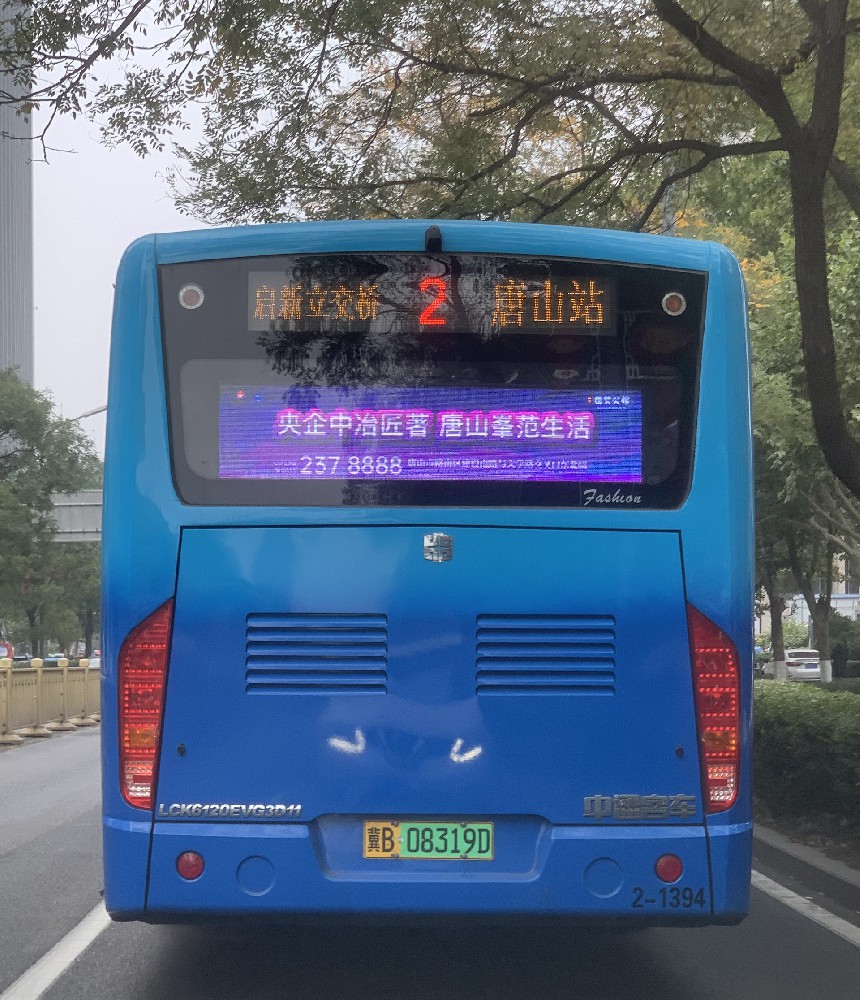 启新立交桥 2 唐山站
央企中冶匠著 唐山峯范生活
237 8888
Fashion
LCK6120EVG3D11
中通客车
冀B 08319D
2-1394